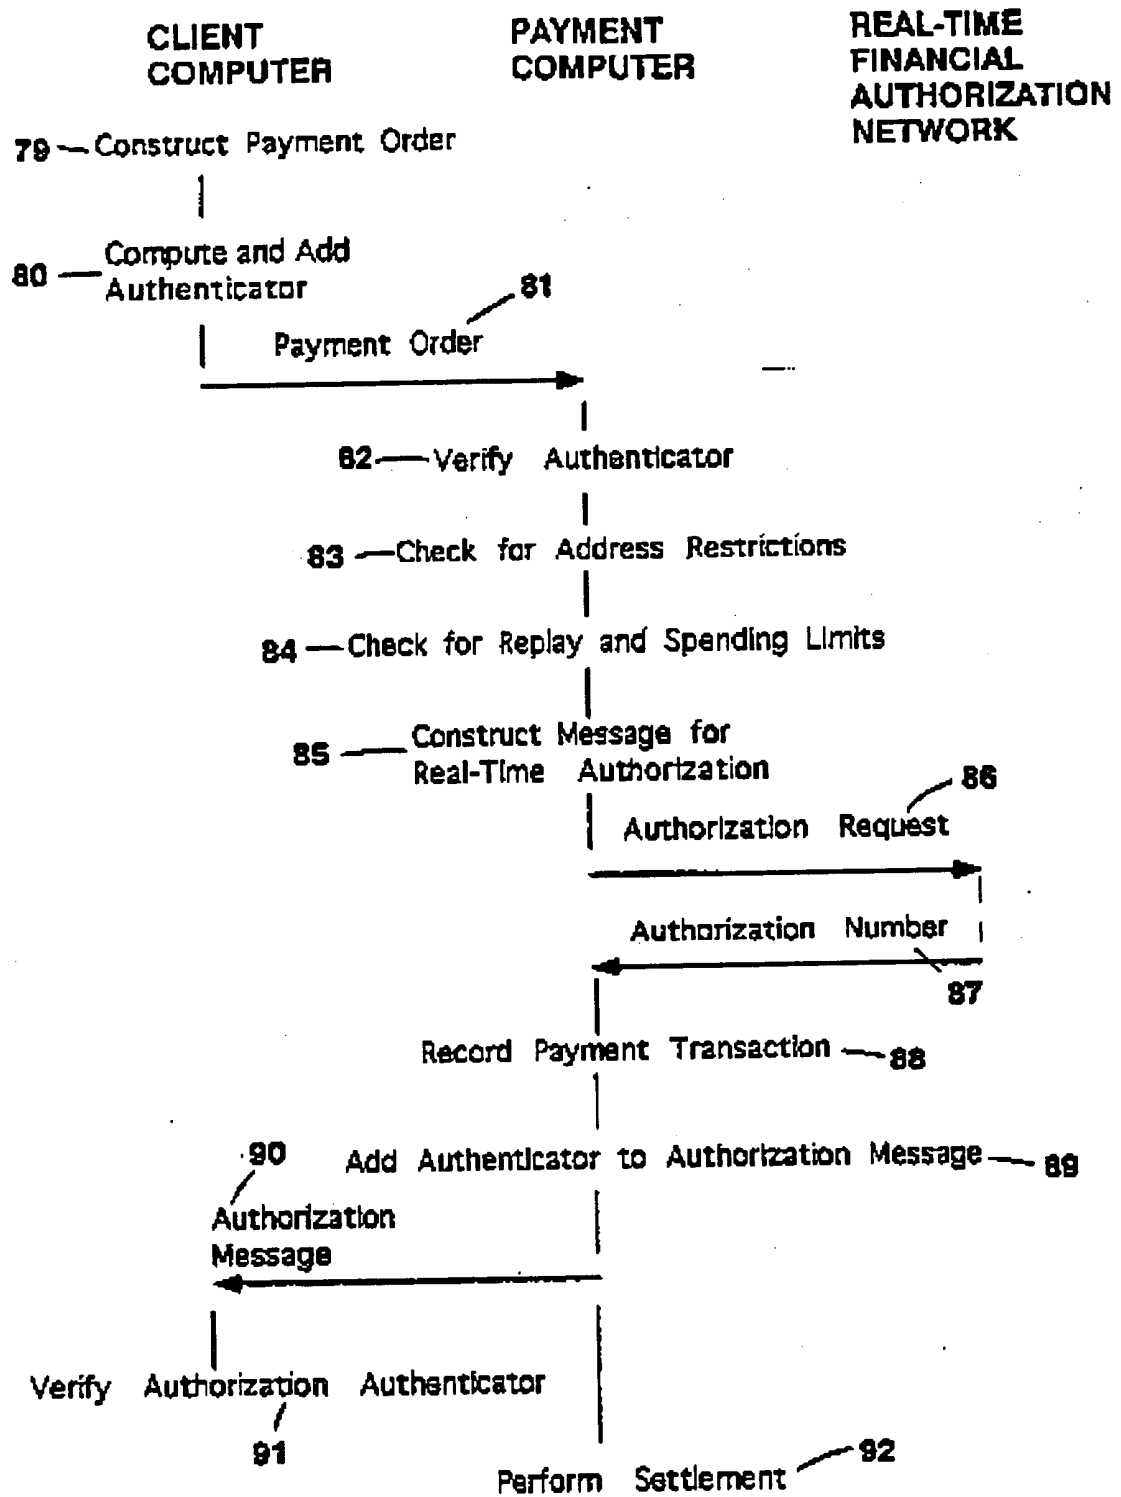 CLIENT
COMPUTER
PAYMENT
COMPUTER
REAL-TIME
FINANCIAL
AUTHORIZATION
NETWORK
79 Construct Payment Order
80 Compute and Add
Authenticator
81
Payment Order
82 Verify Authenticator
83 Check for Address Restrictions
84 Check for Replay and Spending Limits
85 Construct Message for
Real-Time Authorization
86
Authorization Request
Authorization Number
87
Record Payment Transaction 88
90
Add Authenticator to Authorization Message 89
Authorization
Message
Verify Authorization Authenticator
91
Perform Settlement 92